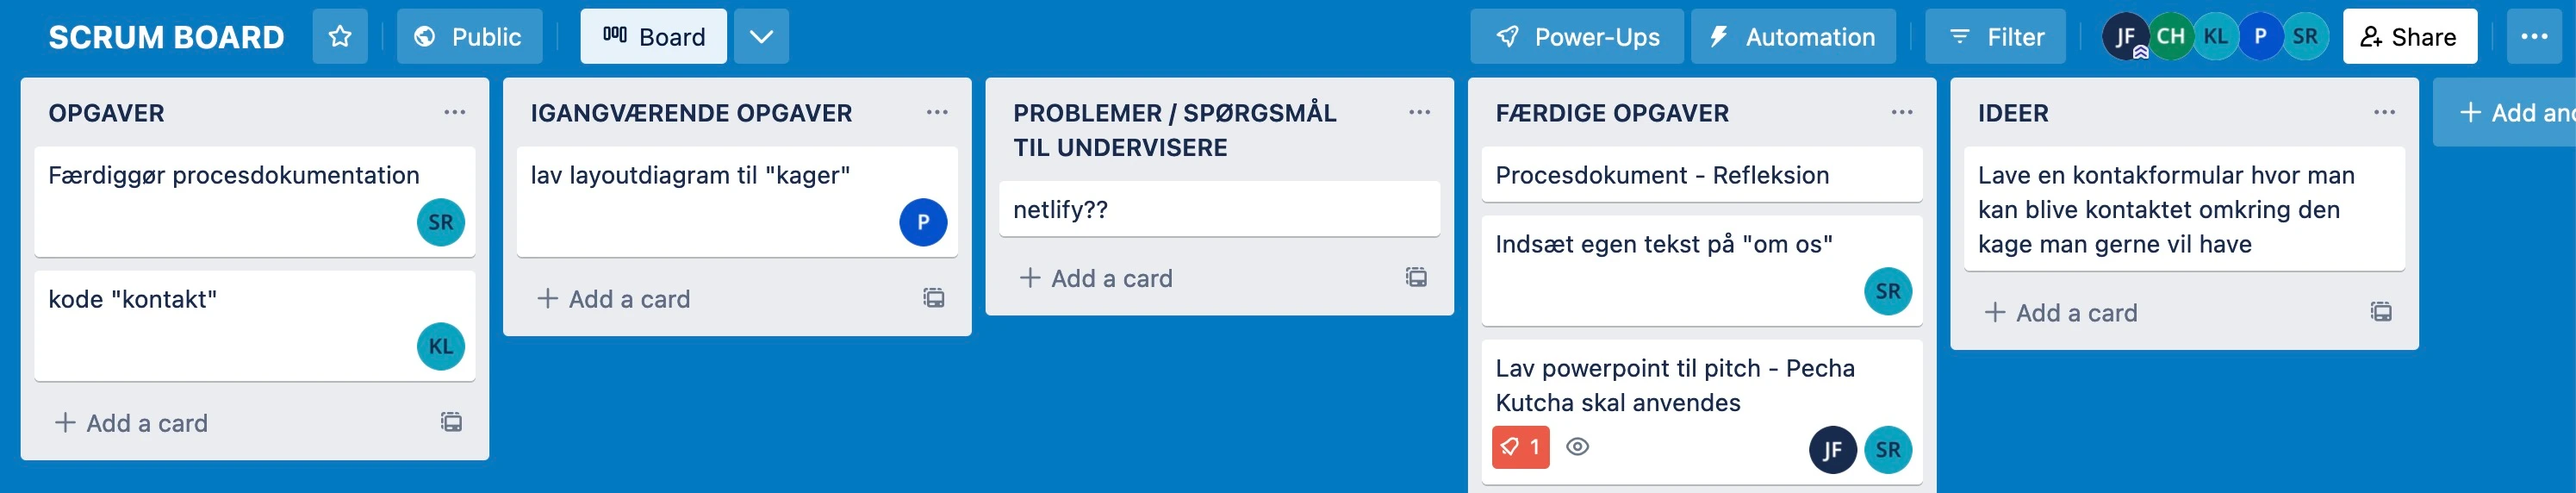 SCRUM BOARD
Public
Board
Power-Ups
Automation
Filter
JF
CH
KL
P
SR
Share
OPGAVER
Færdiggør procesdokumentation
SR
kode "kontakt"
KL
Add a card
IGANGVÆRENDE OPGAVER
lav layoutdiagram til "kager"
P
Add a card
PROBLEMER / SPØRGSMÅL
TIL UNDERVISERE
netlify??
Add a card
FÆRDIGE OPGAVER
Procesdokument - Refleksion
Indsæt egen tekst på "om os"
SR
Lav powerpoint til pitch - Pecha
Kutcha skal anvendes
1
JF
SR
IDEER
Lave en kontakformular hvor man
kan blive kontaktet omkring den
kage man gerne vil have
Add a card
Add